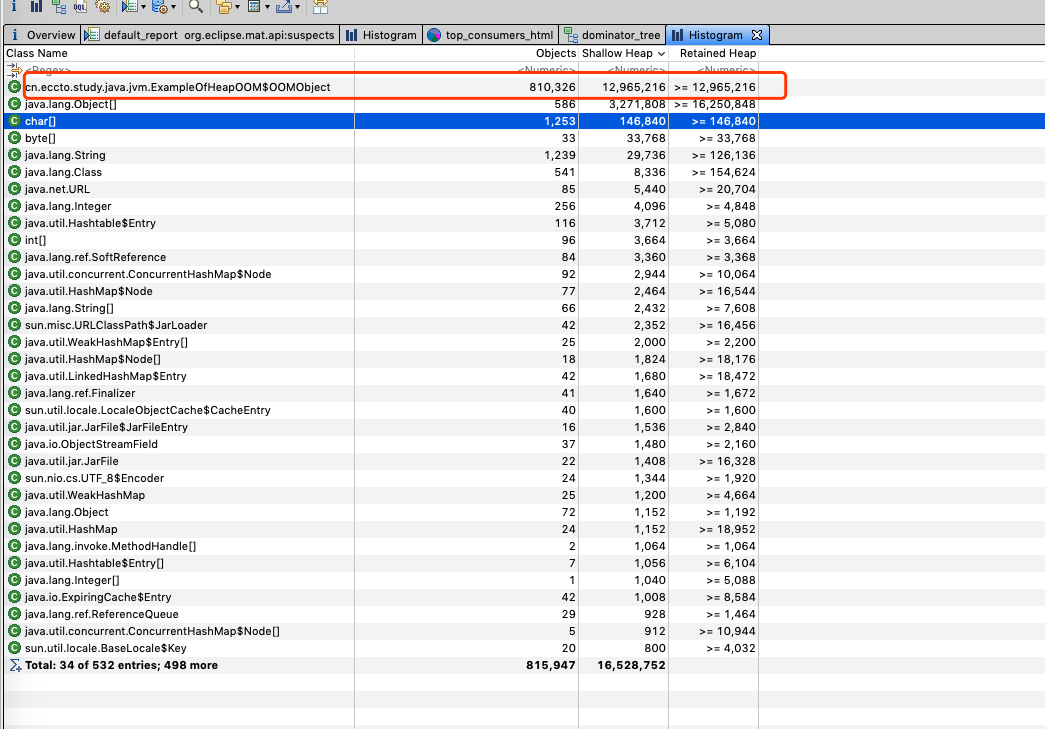 Overview default_report org.eclipse.mat.api:suspects Histogram top_consumers_html dominator_tree Histogram
Class Name Objects Shallow Heap Retained Heap
<Regex> <Numeric> <Numeric> <Numeric>
cn.eccto.study.java.jvm.ExampleOfHeapOOM$OOMObject 810,326 12,965,216 >= 12,965,216
java.lang.Object[] 586 3,271,808 >= 16,250,848
char[] 1,253 146,840 >= 146,840
byte[] 33 33,768 >= 33,768
java.lang.String 1,239 29,736 >= 126,136
java.lang.Class 541 8,336 >= 154,624
java.net.URL 85 5,440 >= 20,704
java.lang.Integer 256 4,096 >= 4,848
java.util.Hashtable$Entry 116 3,712 >= 5,080
int[] 96 3,664 >= 3,664
java.lang.ref.SoftReference 84 3,360 >= 3,368
java.util.concurrent.ConcurrentHashMap$Node 92 2,944 >= 10,064
java.util.HashMap$Node 77 2,464 >= 16,544
java.lang.String[] 66 2,432 >= 7,608
sun.misc.URLClassPath$JarLoader 42 2,352 >= 16,456
java.util.WeakHashMap$Entry[] 25 2,000 >= 2,200
java.util.HashMap$Node[] 18 1,824 >= 18,176
java.util.LinkedHashMap$Entry 42 1,680 >= 18,472
java.lang.ref.Finalizer 41 1,640 >= 1,672
sun.util.locale.LocaleObjectCache$CacheEntry 40 1,600 >= 1,600
java.util.jar.JarFile$JarFileEntry 16 1,536 >= 2,840
java.io.ObjectStreamField 37 1,480 >= 2,160
java.util.jar.JarFile 22 1,408 >= 16,328
sun.nio.cs.UTF_8$Encoder 24 1,344 >= 1,920
java.util.WeakHashMap 25 1,200 >= 4,664
java.lang.Object 72 1,152 >= 1,192
java.util.HashMap 24 1,152 >= 18,952
java.lang.invoke.MethodHandle[] 2 1,064 >= 1,064
java.util.Hashtable$Entry[] 7 1,056 >= 6,104
java.lang.Integer[] 1 1,040 >= 5,088
java.io.ExpiringCache$Entry 42 1,008 >= 8,584
java.lang.ref.ReferenceQueue 29 928 >= 1,464
java.util.concurrent.ConcurrentHashMap$Node[] 5 912 >= 10,944
sun.util.locale.BaseLocale$Key 20 800 >= 4,032
Total: 34 of 532 entries; 498 more 815,947 16,528,752